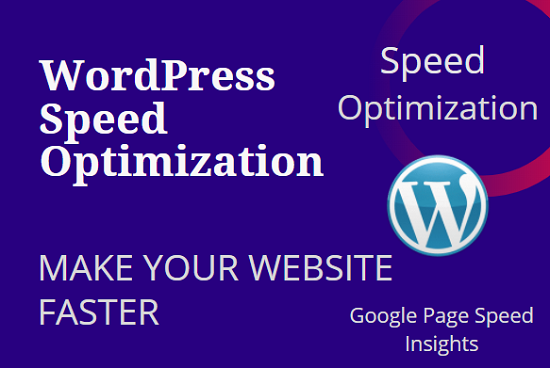 WordPress
Speed
Optimization
MAKE YOUR WEBSITE
FASTER
Speed
Optimization
W
Google Page Speed
Insights